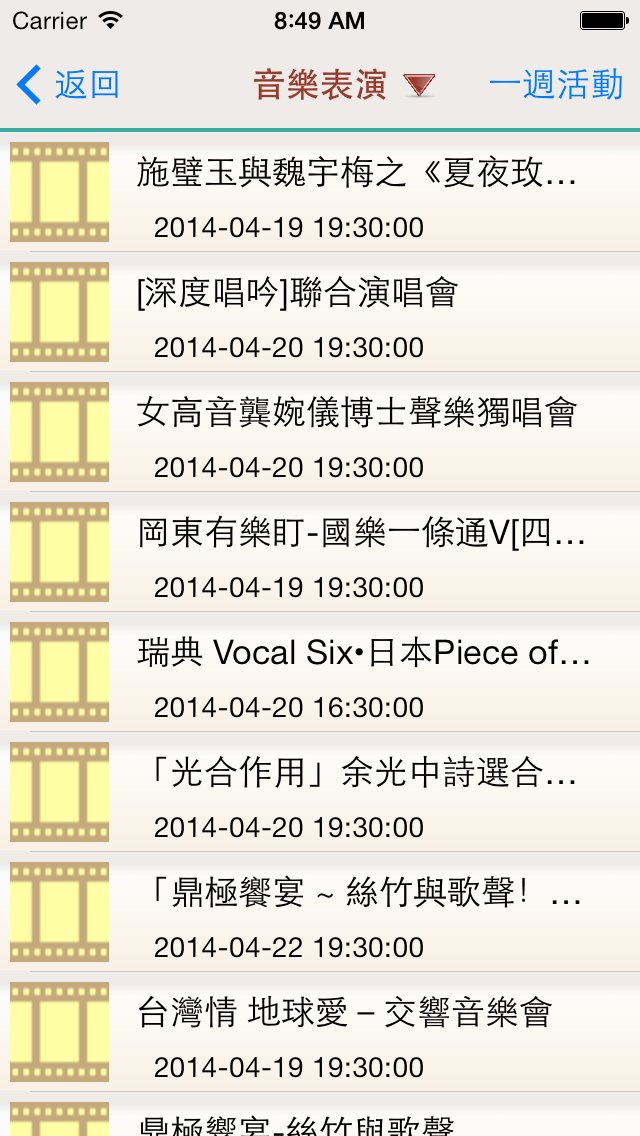 Carrier 8:49 AM
返回 音樂表演 一週活動
施璧玉與魏宇梅之《夏夜玫...
2014-04-19 19:30:00
[深度唱吟]聯合演唱會
2014-04-20 19:30:00
女高音龔婉儀博士聲樂獨唱會
2014-04-20 19:30:00
岡東有樂盯-國樂一條通V[四...
2014-04-19 19:30:00
瑞典 Vocal Six•日本Piece of...
2014-04-20 16:30:00
「光合作用」余光中詩選合...
2014-04-20 19:30:00
「鼎極饗宴 ~ 絲竹與歌聲！...
2014-04-22 19:30:00
台灣情 地球愛 – 交響音樂會
2014-04-19 19:30:00
鼎極饗宴-絲竹與歌聲